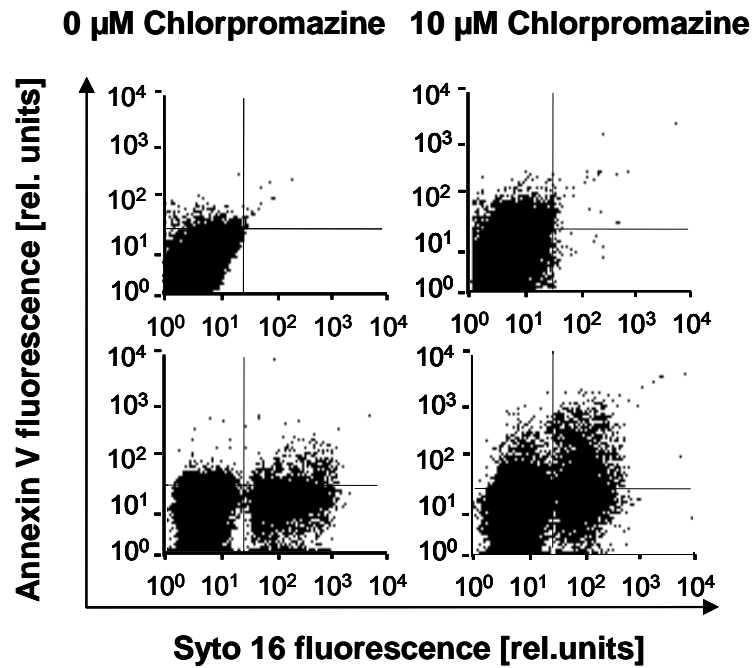 0 µM Chlorpromazine 10 µM Chlorpromazine
Annexin V fluorescence [rel. units]
10⁴ 10⁴
10³ 10³
10² 10²
10¹ 10¹
10⁰ 10⁰
10⁰ 10¹ 10² 10³ 10⁴ 10⁰ 10¹ 10² 10³ 10⁴
10⁴ 10⁴
10³ 10³
10² 10²
10¹ 10¹
10⁰ 10⁰
10⁰ 10¹ 10² 10³ 10⁴ 10⁰ 10¹ 10² 10³ 10⁴
Syto 16 fluorescence [rel.units]